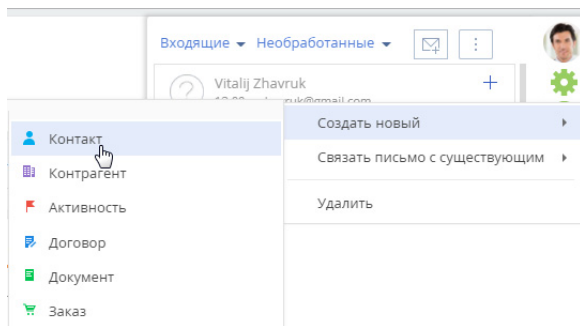 Входящие Необработанные
Vitalij Zhavruk
Создать новый
Связать письмо с существующим
Удалить
Контакт
Контрагент
Активность
Договор
Документ
Заказ